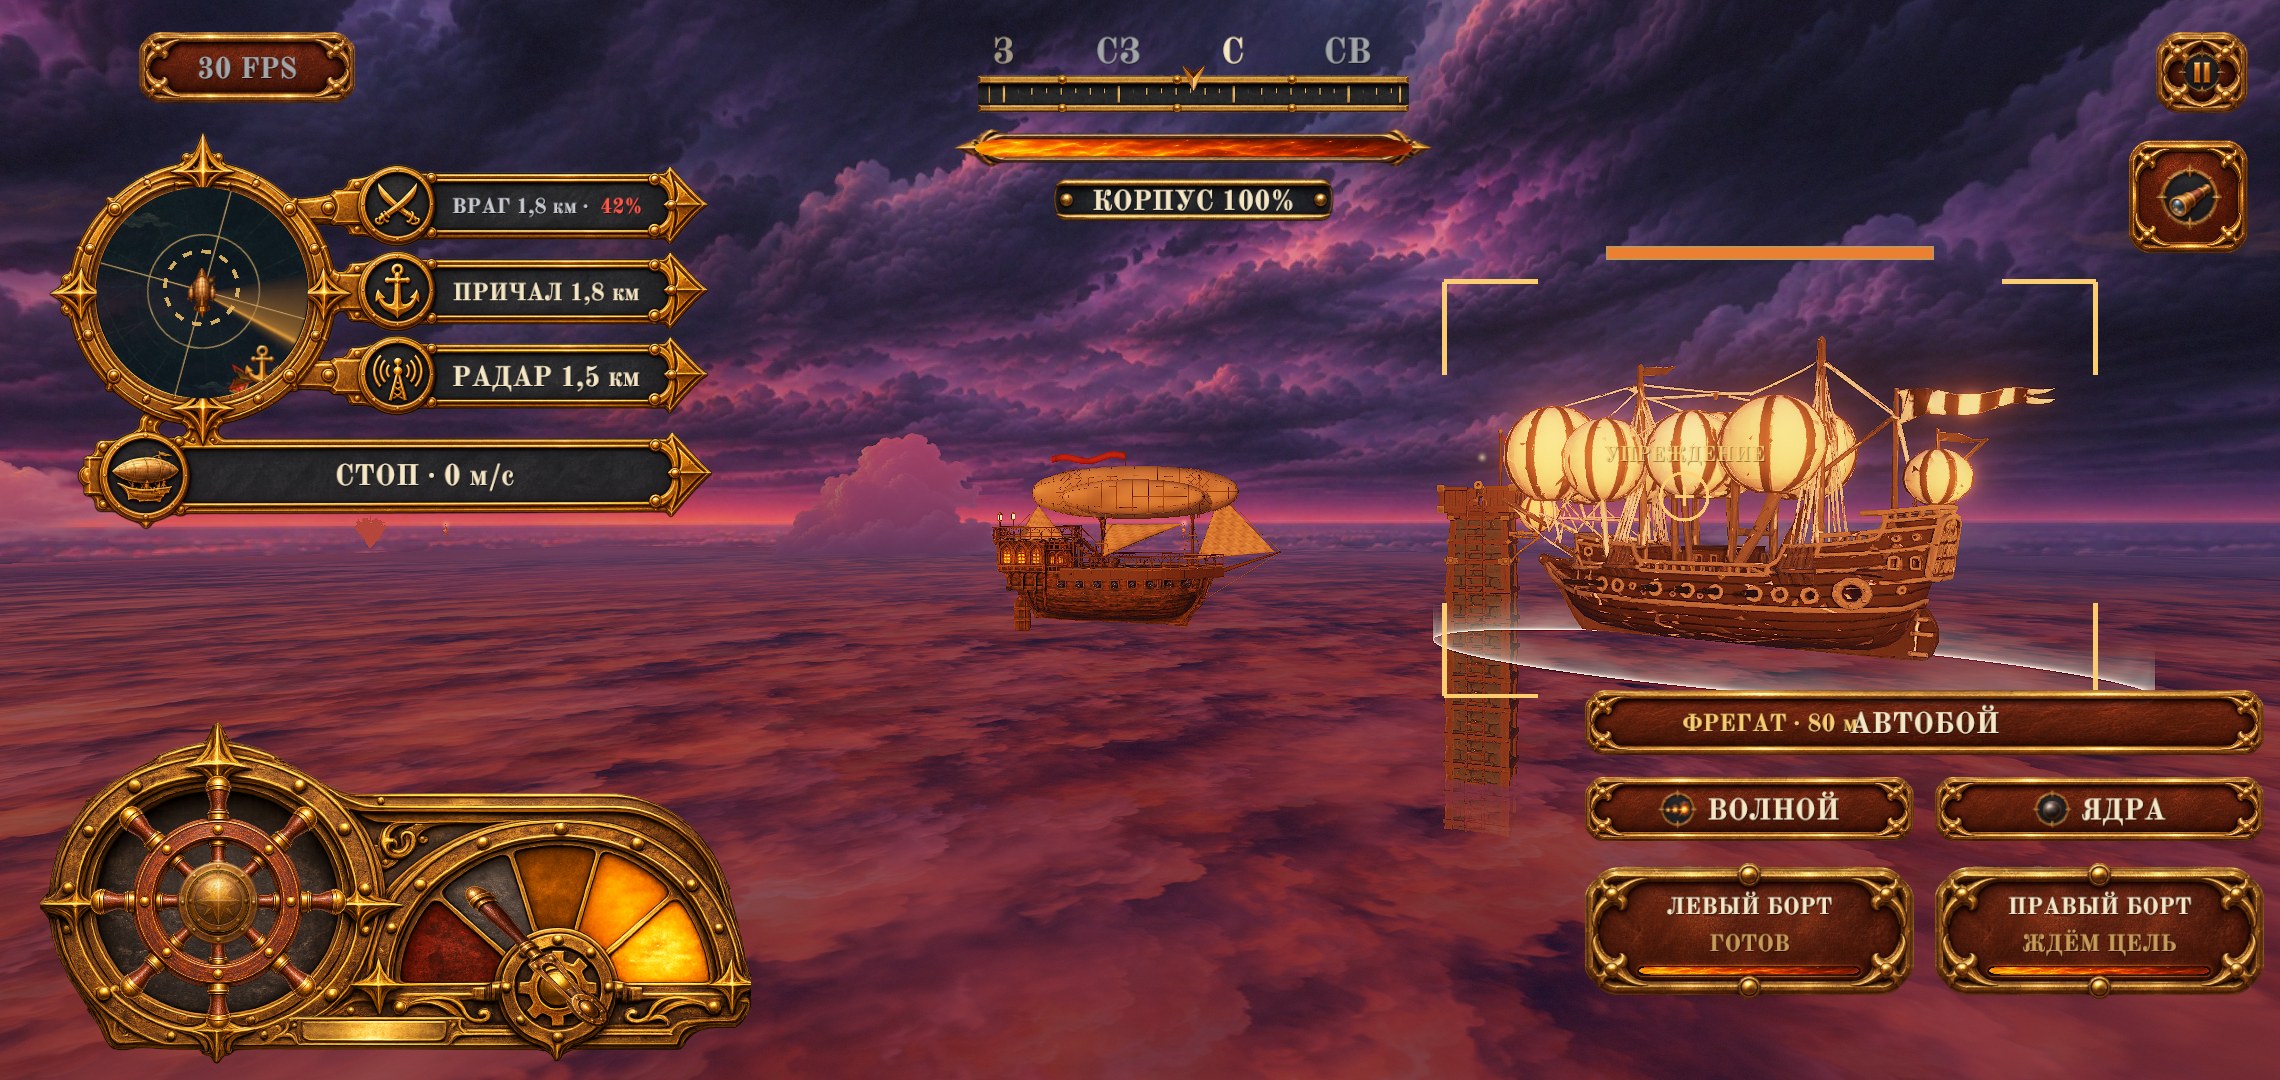 30 FPS
З СЗ С СВ
КОРПУС 100%
ВРАГ 1,8 км · 42%
ПРИЧАЛ 1,8 км
РАДАР 1,5 км
СТОП · 0 м/с
УПРЕЖДЕНИЕ
ФРЕГАТ · 80 м
АВТОБОЙ
ВОЛНОЙ
ЯДРА
ЛЕВЫЙ БОРТ
ГОТОВ
ПРАВЫЙ БОРТ
ЖДЁМ ЦЕЛЬ